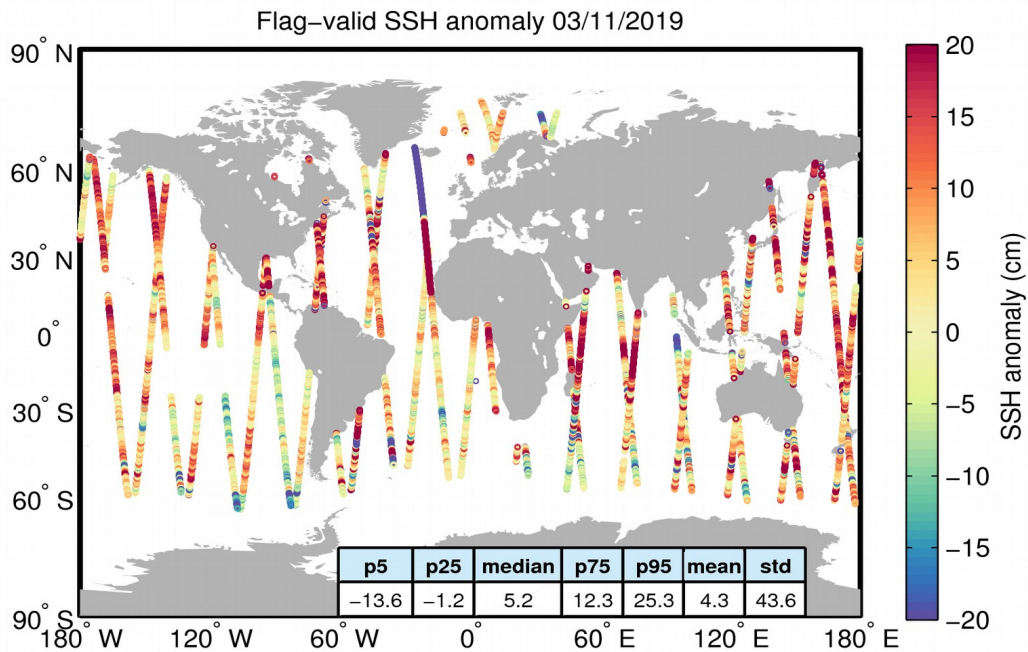 Flag−valid SSH anomaly 03/11/2019
90° N
60° N
30° N
0°
30° S
60° S
90° S
180° W
120° W
60° W
0°
60° E
120° E
180° E
p5 p25 median p75 p95 mean std
−13.6 −1.2 5.2 12.3 25.3 4.3 43.6
20
15
10
5
0
−5
−10
−15
−20
SSH anomaly (cm)